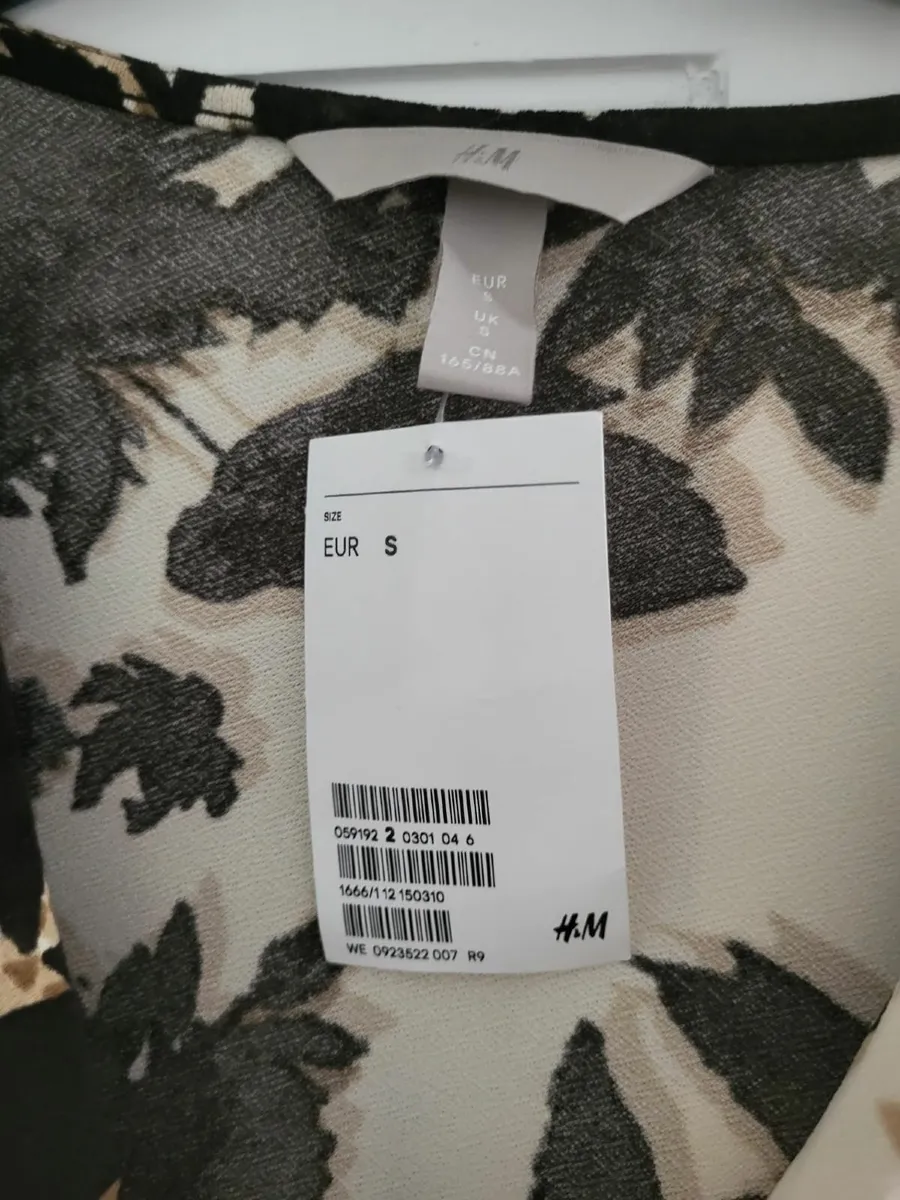 H&M
EUR
S
UK
S
CN
165/88A
SIZE
EUR S
059192 2 0301 04 6
1666/112 150310
WE 0923522 007 R9
H&M